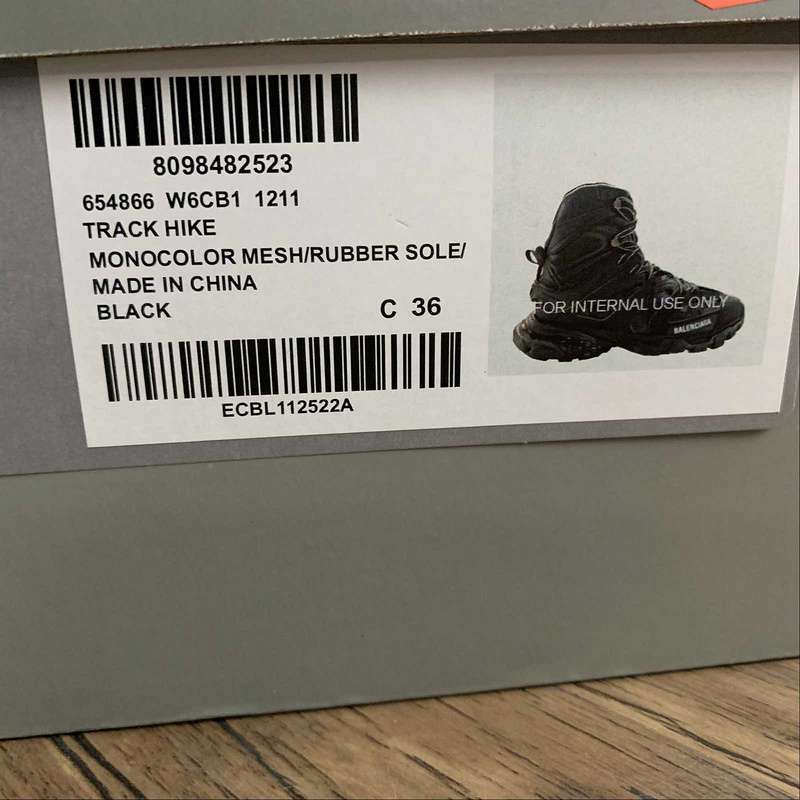 8098482523
654866 W6CB1 1211
TRACK HIKE
MONOCOLOR MESH/RUBBER SOLE/
MADE IN CHINA
BLACK C 36
ECBL112522A
FOR INTERNAL USE ONLY
BALENCIAGA